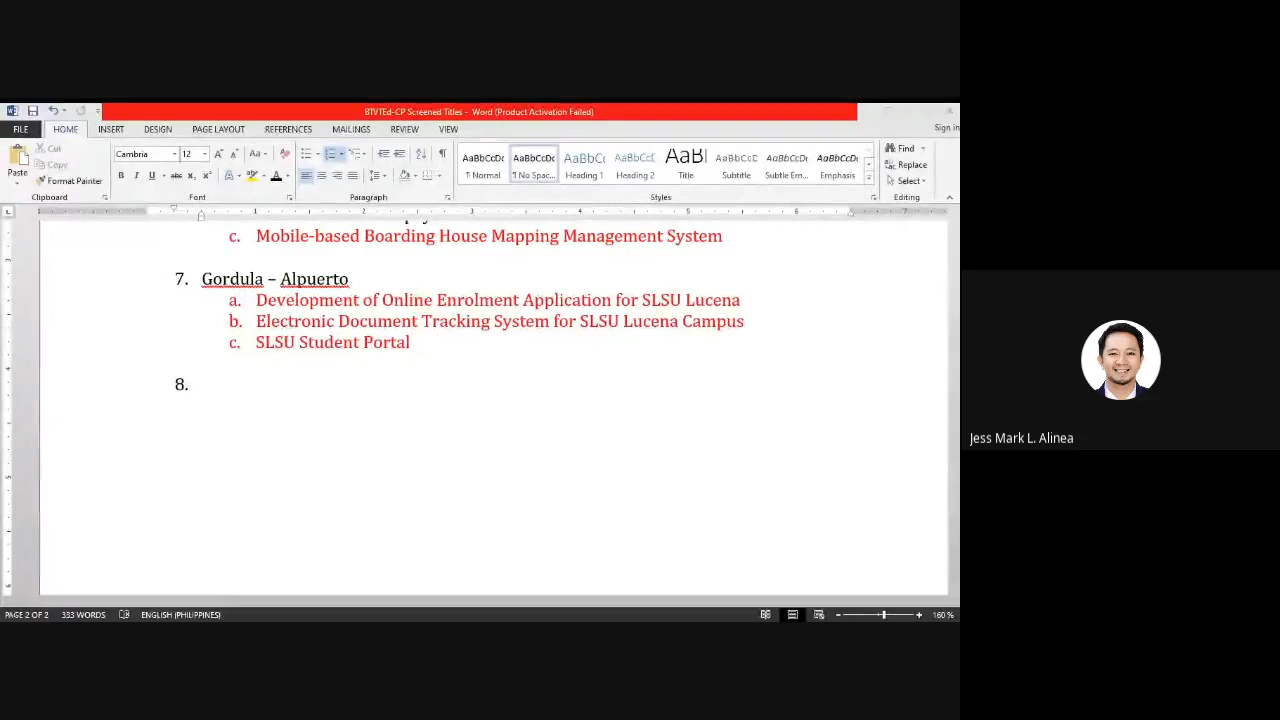 BTVTEd-CP Screened Titles - Word (Product Activation Failed)
FILE HOME INSERT DESIGN PAGE LAYOUT REFERENCES MAILINGS REVIEW VIEW Sign in
Paste Cut Copy Format Painter
Cambria 12
AaBbCcDc AaBbCcDc AaBbCc AaBbCcE AaBl AaBbCcC AaBbCcDc AaBbCcDc
¶ Normal ¶ No Spac... Heading 1 Heading 2 Title Subtitle Subtle Em... Emphasis
Find
Replace
Select
Clipboard Font Paragraph Styles Editing
c. Mobile-based Boarding House Mapping Management System
7. Gordula – Alpuerto
a. Development of Online Enrolment Application for SLSU Lucena
b. Electronic Document Tracking System for SLSU Lucena Campus
c. SLSU Student Portal
8.
PAGE 2 OF 2 333 WORDS ENGLISH (PHILIPPINES) 160 %
Jess Mark L. Alinea